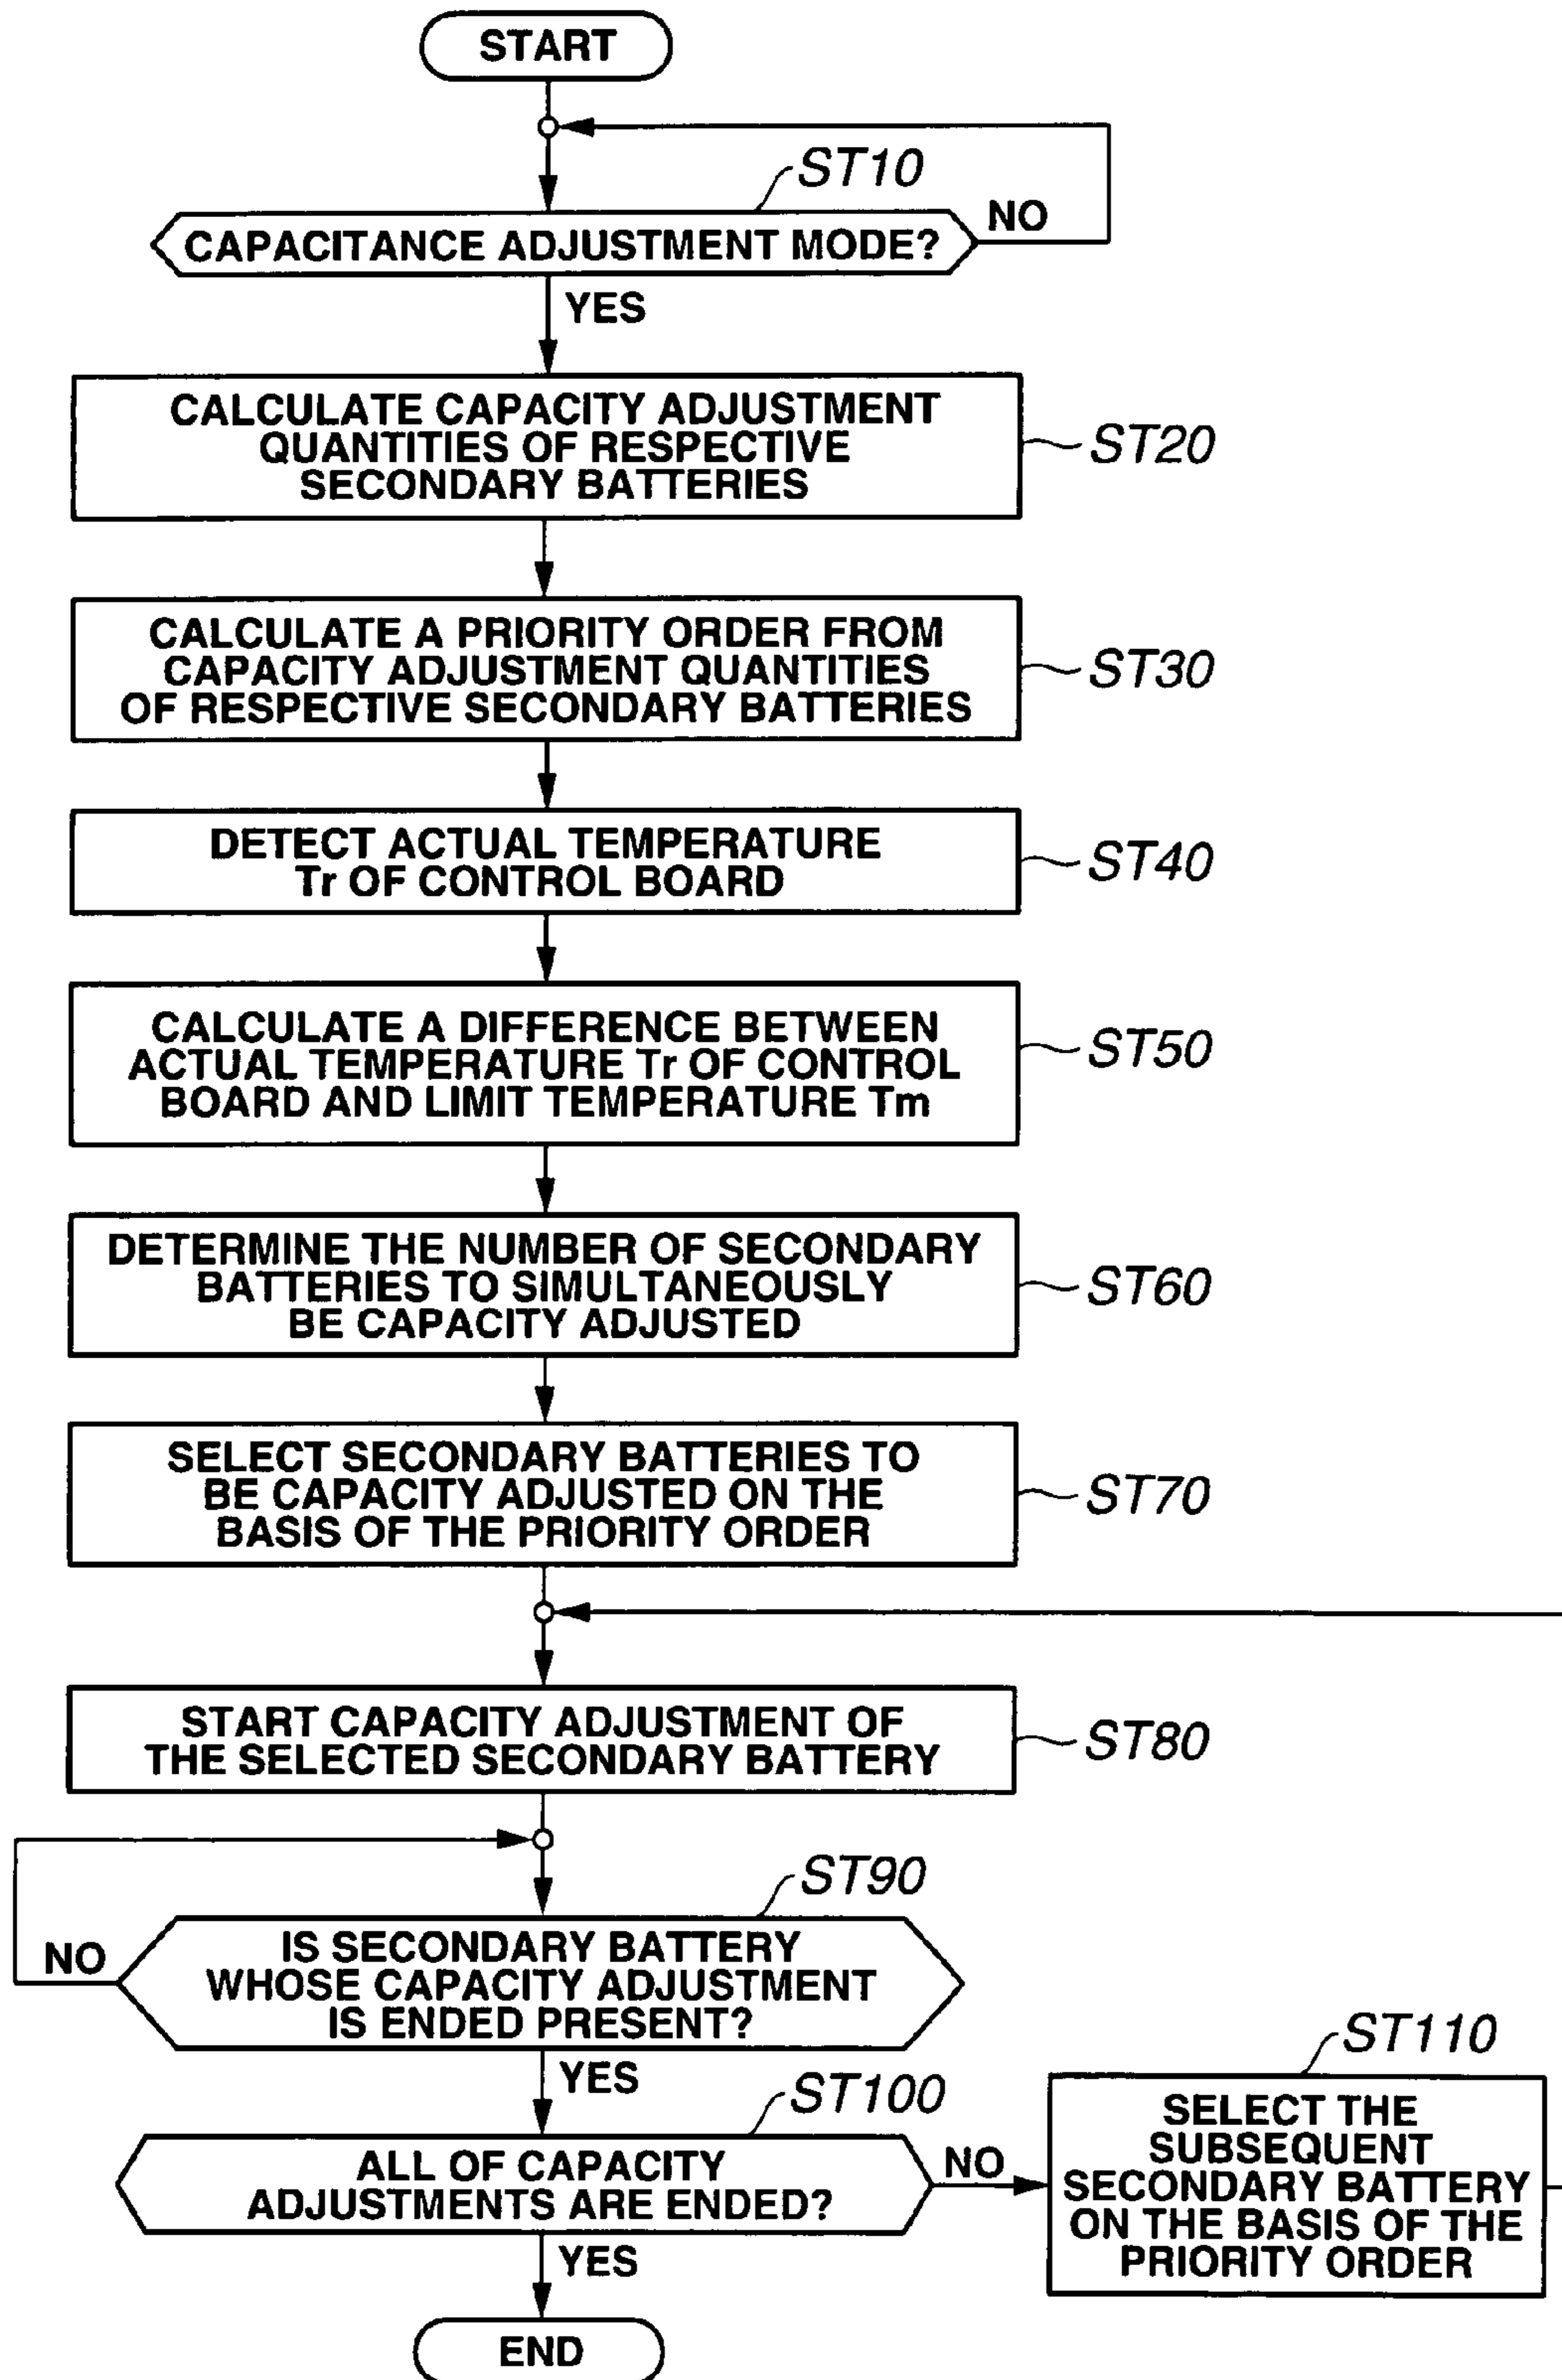 START
ST10
CAPACITANCE ADJUSTMENT MODE?
NO
YES
CALCULATE CAPACITY ADJUSTMENT
QUANTITIES OF RESPECTIVE
SECONDARY BATTERIES
ST20
CALCULATE A PRIORITY ORDER FROM
CAPACITY ADJUSTMENT QUANTITIES
OF RESPECTIVE SECONDARY BATTERIES
ST30
DETECT ACTUAL TEMPERATURE
Tr OF CONTROL BOARD
ST40
CALCULATE A DIFFERENCE BETWEEN
ACTUAL TEMPERATURE Tr OF CONTROL
BOARD AND LIMIT TEMPERATURE Tm
ST50
DETERMINE THE NUMBER OF SECONDARY
BATTERIES TO SIMULTANEOUSLY
BE CAPACITY ADJUSTED
ST60
SELECT SECONDARY BATTERIES TO
BE CAPACITY ADJUSTED ON THE
BASIS OF THE PRIORITY ORDER
ST70
START CAPACITY ADJUSTMENT OF
THE SELECTED SECONDARY BATTERY
ST80
ST90
NO
IS SECONDARY BATTERY
WHOSE CAPACITY ADJUSTMENT
IS ENDED PRESENT?
YES
ST100
ALL OF CAPACITY
ADJUSTMENTS ARE ENDED?
NO
ST110
SELECT THE
SUBSEQUENT
SECONDARY BATTERY
ON THE BASIS OF THE
PRIORITY ORDER
YES
END